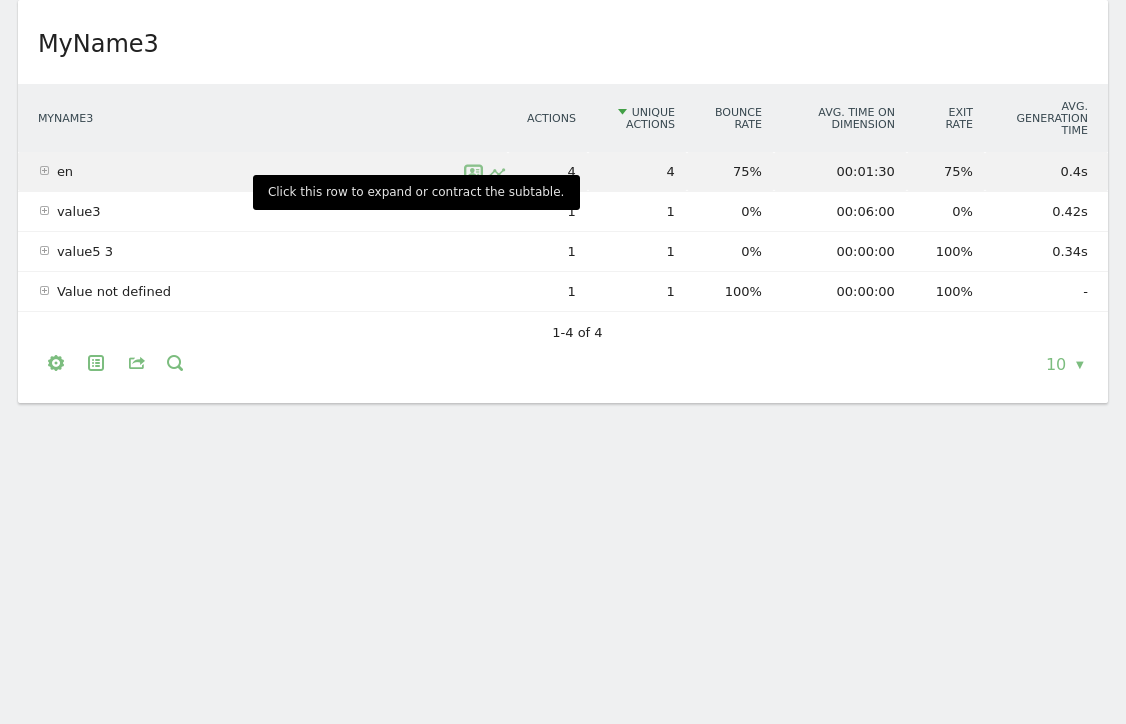 MyName3
MYNAME3 ACTIONS UNIQUE ACTIONS BOUNCE RATE AVG. TIME ON DIMENSION EXIT RATE AVG. GENERATION TIME
en 4 4 75% 00:01:30 75% 0.4s
Click this row to expand or contract the subtable.
value3 1 1 0% 00:06:00 0% 0.42s
value5 3 1 1 0% 00:00:00 100% 0.34s
Value not defined 1 1 100% 00:00:00 100% -
1-4 of 4
10